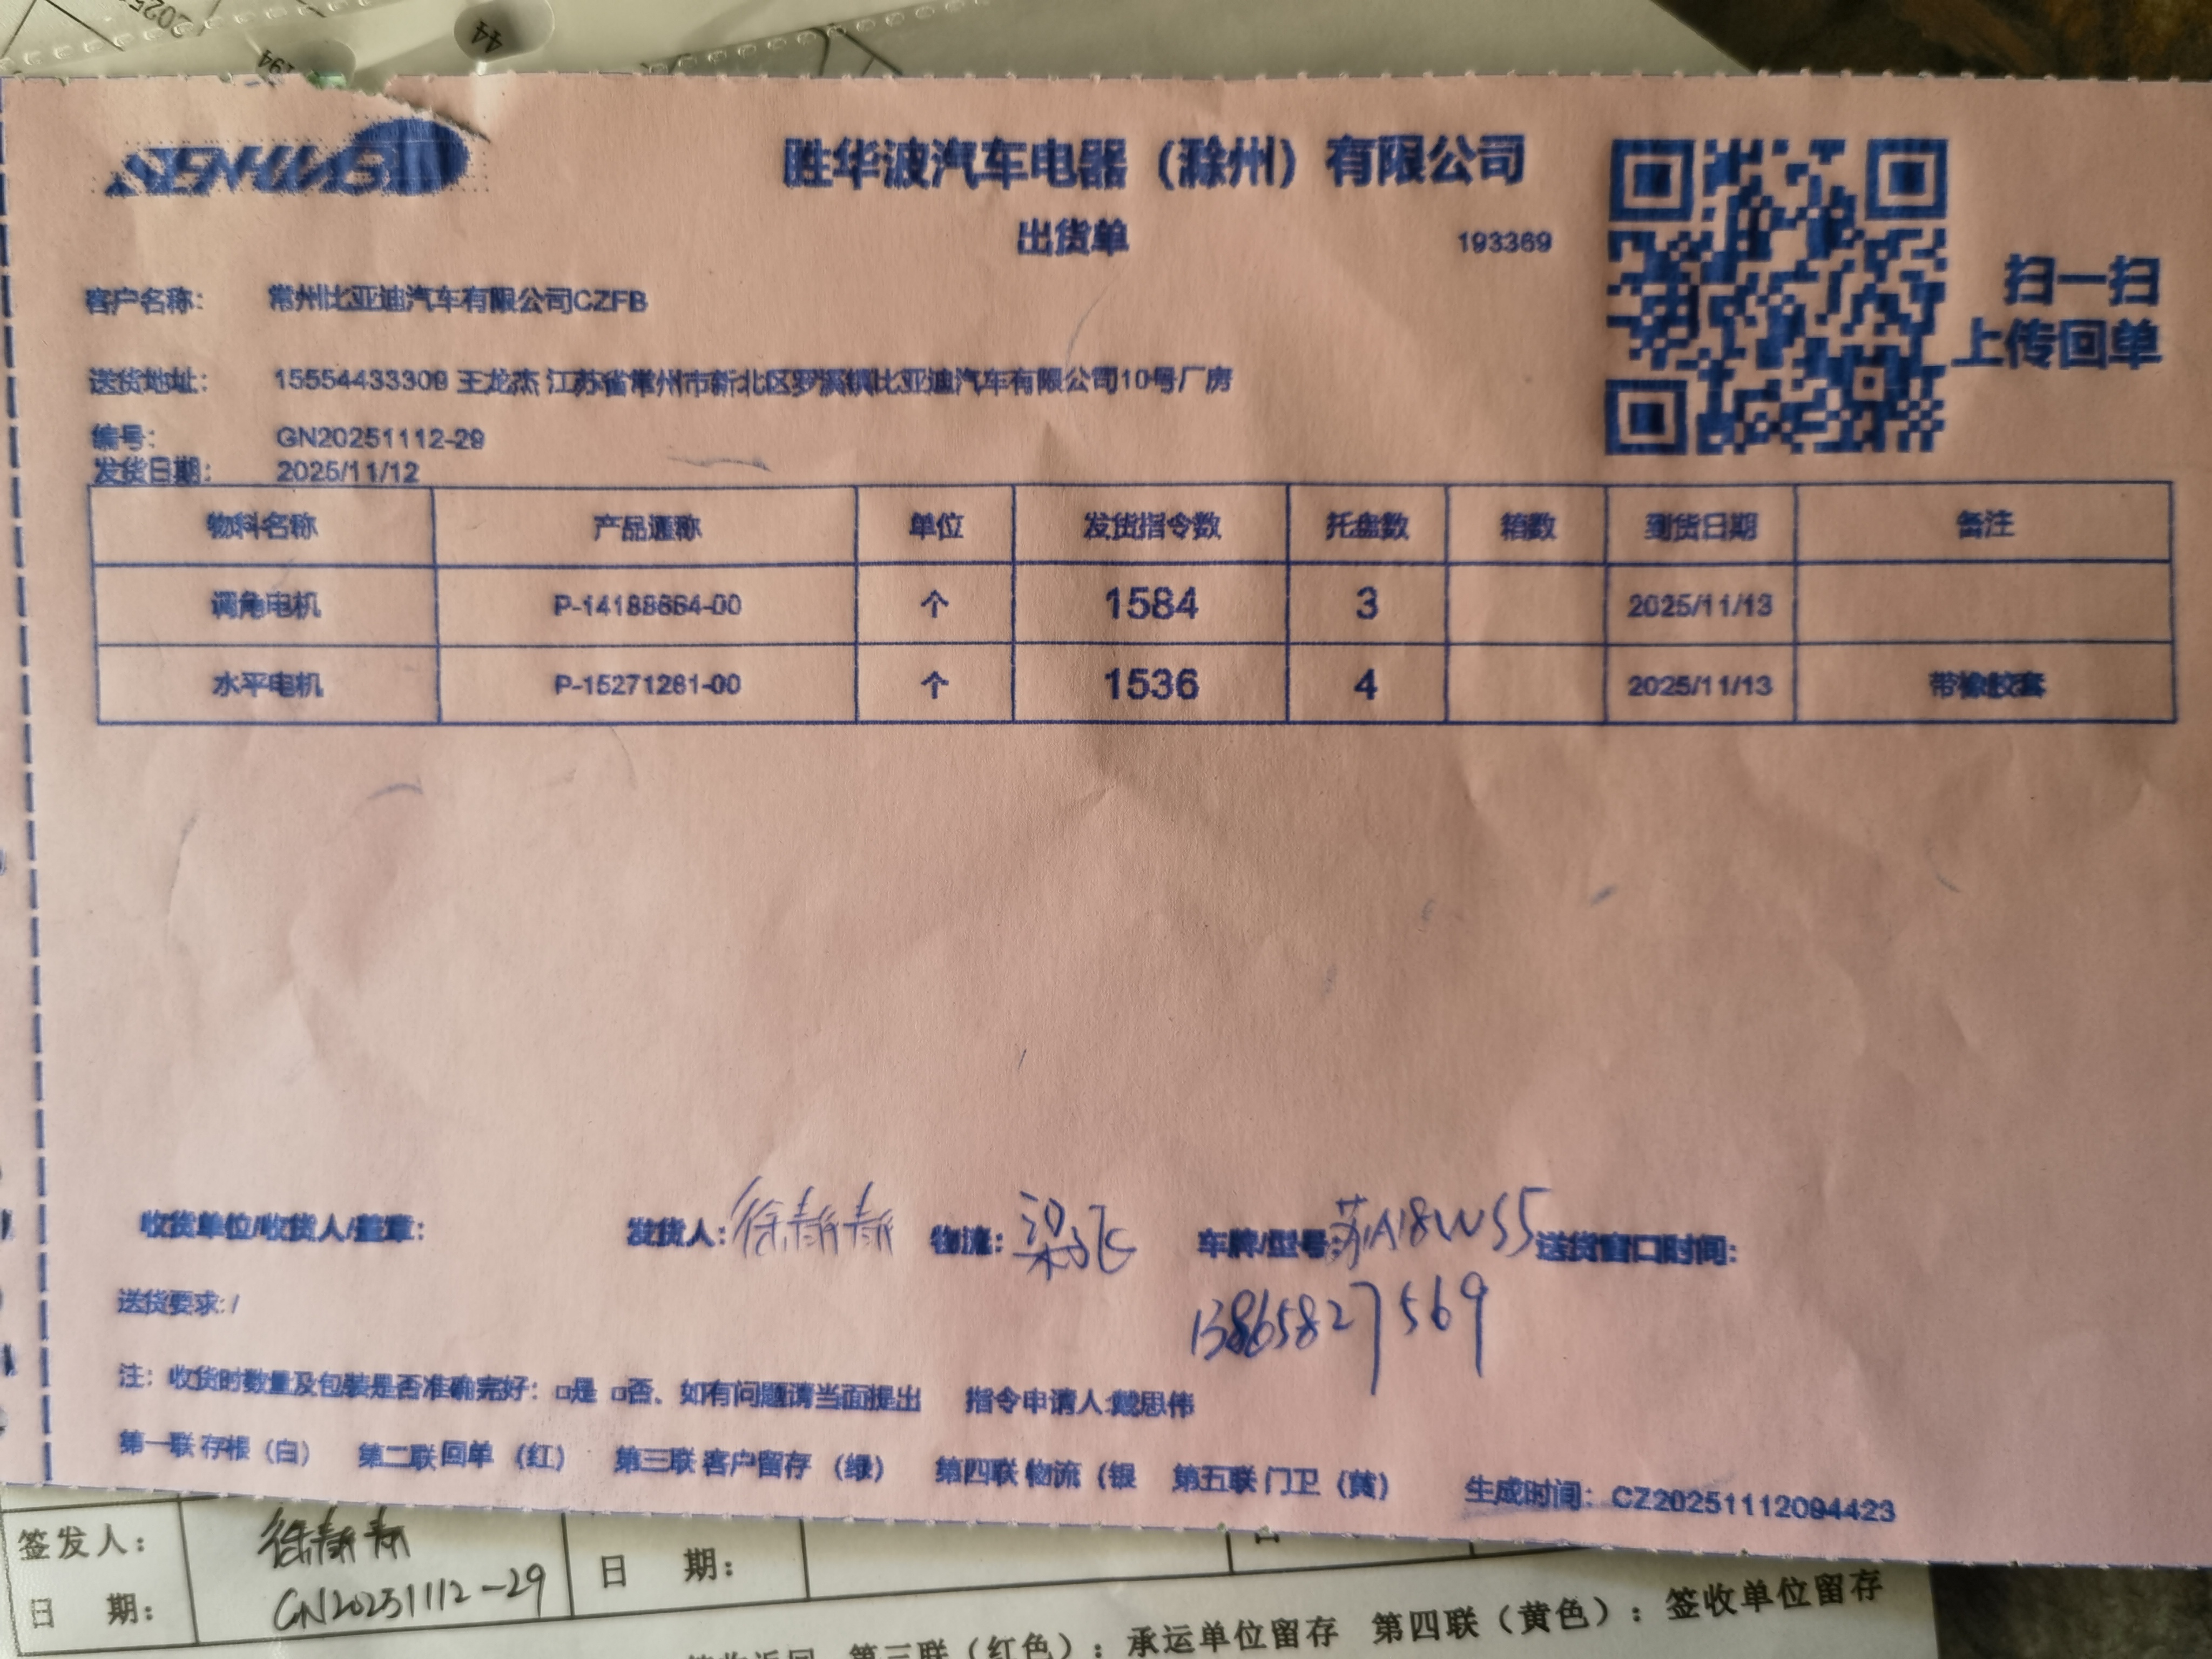 44
胜华波汽车电器（滁州）有限公司
出货单 193369
扫一扫
上传回单
客户名称： 常州比亚迪汽车有限公司CZFB
送货地址： 15554433309 王龙杰 江苏省常州市新北区罗溪镇比亚迪汽车有限公司10号厂房
编号： GN20251112-29
发货日期： 2025/11/12
物料名称 产品通称 单位 发货指令数 托盘数 箱数 到货日期 备注
调角电机 P-14188664-00 个 1584 3 2025/11/13
水平电机 P-15271261-00 个 1536 4 2025/11/13 带橡胶套
收货单位/收货人/盖章： 发货人：徐静静 物流：梁飞 车牌/型号 苏A18WS5 送货窗口时间：
13865827569
送货要求：/
注：收货时数量及包装是否准确完好：□是 □否、如有问题请当面提出 指令申请人:戴思伟
第一联 存根（白） 第二联 回单（红） 第三联 客户留存（绿） 第四联 物流（银 第五联 门卫（黄） 生成时间：CZ20251112094423
签发人： 徐静静 日 期：
日 期： GN20251112-29
第三联（红色）：承运单位留存 第四联（黄色）：签收单位留存